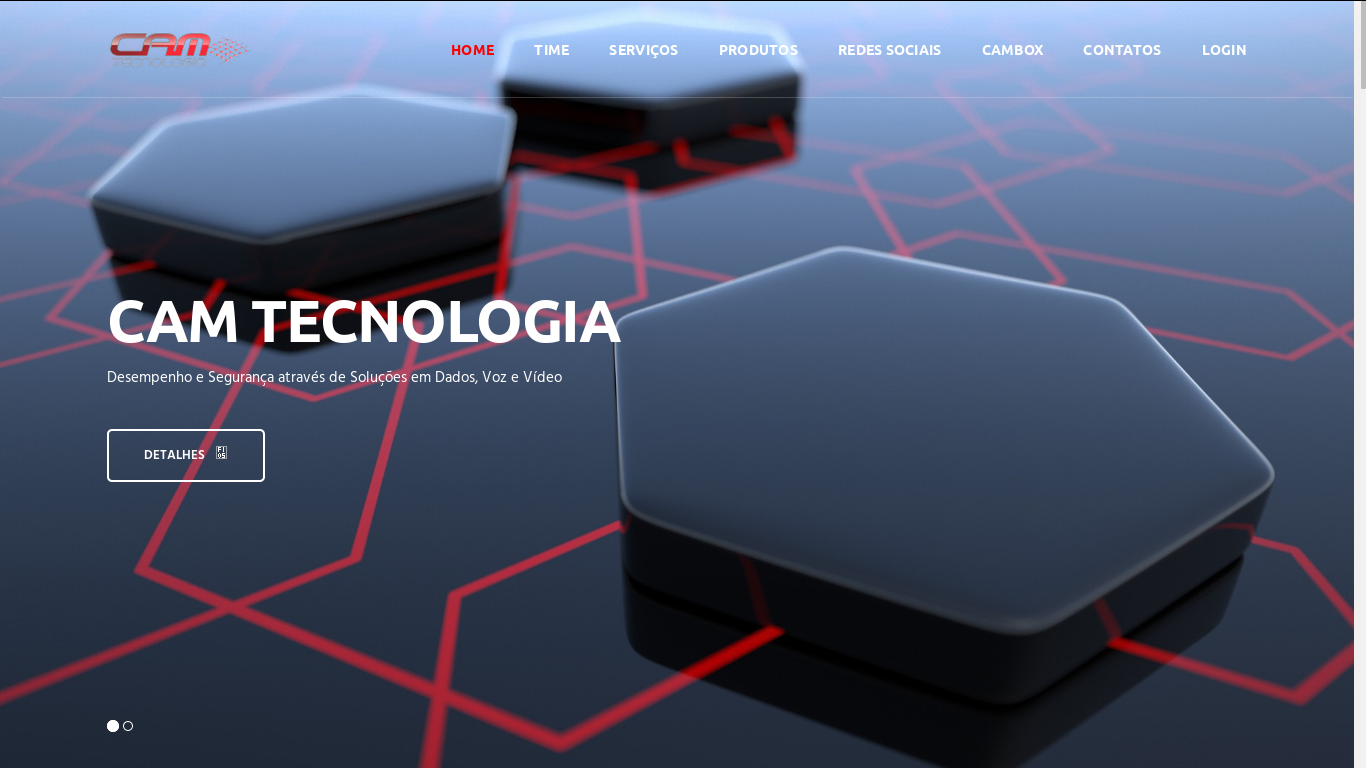 CAM
TECNOLOGIA
HOME TIME SERVIÇOS PRODUTOS REDES SOCIAIS CAMBOX CONTATOS LOGIN
CAM TECNOLOGIA
Desempenho e Segurança através de Soluções em Dados, Voz e Vídeo
DETALHES